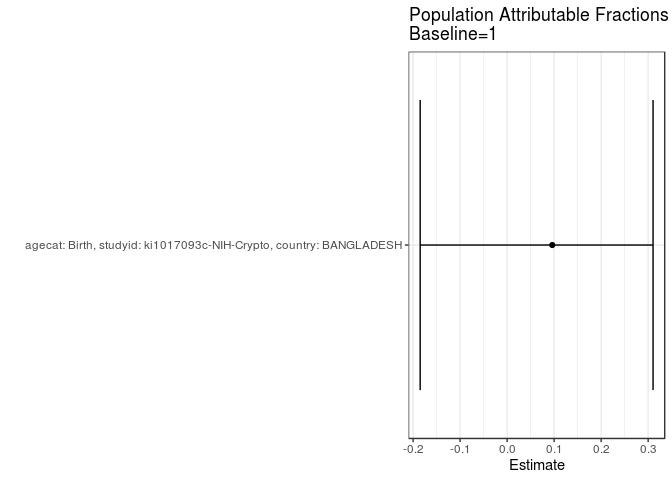 Population Attributable Fractions
Baseline=1
agecat: Birth, studyid: ki1017093c-NIH-Crypto, country: BANGLADESH
-0.2 -0.1 0.0 0.1 0.2 0.3
Estimate